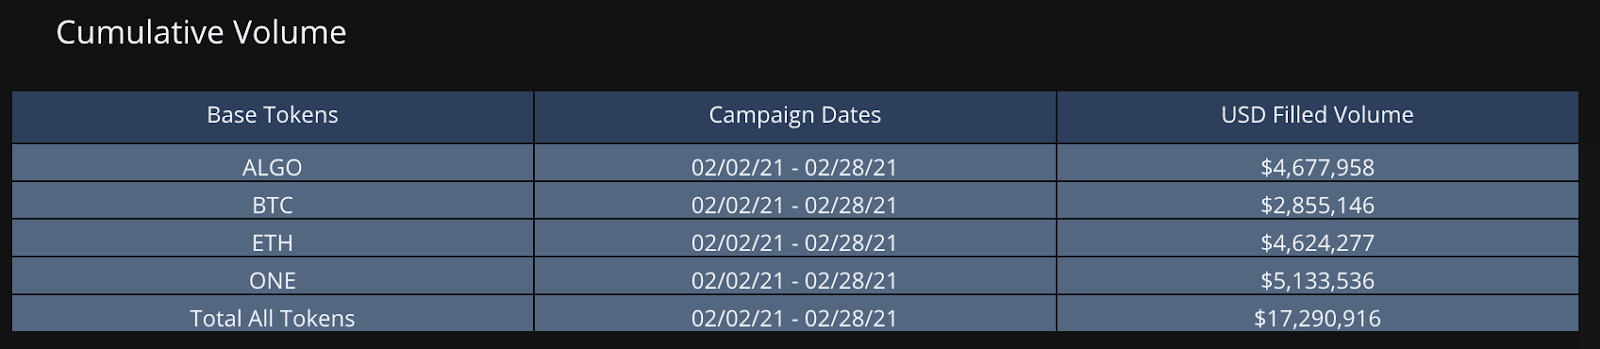 Cumulative Volume
Base Tokens Campaign Dates USD Filled Volume
ALGO 02/02/21 - 02/28/21 $4,677,958
BTC 02/02/21 - 02/28/21 $2,855,146
ETH 02/02/21 - 02/28/21 $4,624,277
ONE 02/02/21 - 02/28/21 $5,133,536
Total All Tokens 02/02/21 - 02/28/21 $17,290,916